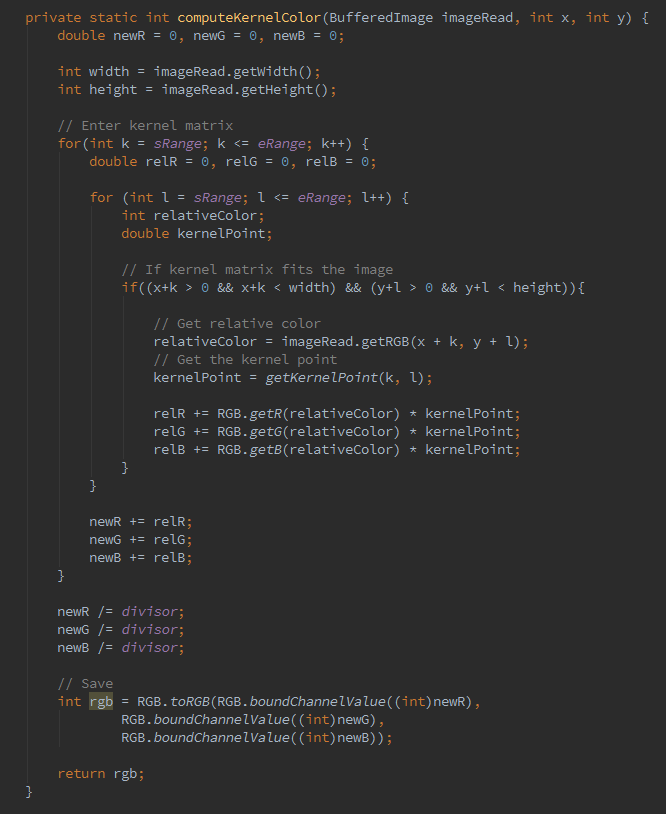 private static int computeKernelColor(BufferedImage imageRead, int x, int y) {
double newR = 0, newG = 0, newB = 0;
int width = imageRead.getWidth();
int height = imageRead.getHeight();
// Enter kernel matrix
for(int k = sRange; k <= eRange; k++) {
double relR = 0, relG = 0, relB = 0;
for (int l = sRange; l <= eRange; l++) {
int relativeColor;
double kernelPoint;
// If kernel matrix fits the image
if((x+k > 0 && x+k < width) && (y+l > 0 && y+l < height)){
// Get relative color
relativeColor = imageRead.getRGB(x + k, y + l);
// Get the kernel point
kernelPoint = getKernelPoint(k, l);
relR += RGB.getR(relativeColor) * kernelPoint;
relG += RGB.getG(relativeColor) * kernelPoint;
relB += RGB.getB(relativeColor) * kernelPoint;
}
}
newR += relR;
newG += relG;
newB += relB;
}
newR /= divisor;
newG /= divisor;
newB /= divisor;
// Save
int rgb = RGB.toRGB(RGB.boundChannelValue((int)newR),
RGB.boundChannelValue((int)newG),
RGB.boundChannelValue((int)newB));
return rgb;
}